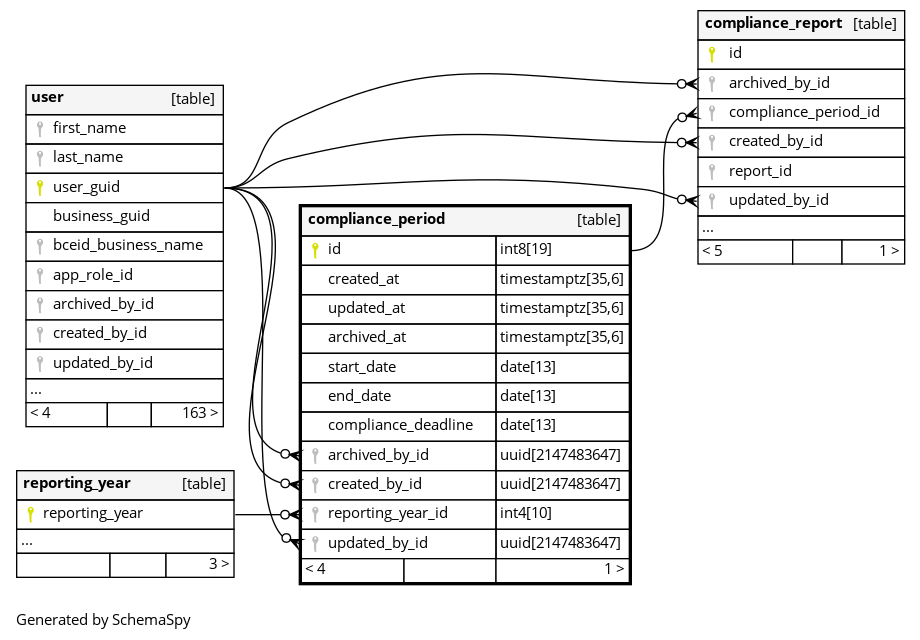 compliance_report [table]
id
archived_by_id
compliance_period_id
created_by_id
report_id
updated_by_id
...
< 5 1 >
user [table]
first_name
last_name
user_guid
business_guid
bceid_business_name
app_role_id
archived_by_id
created_by_id
updated_by_id
...
< 4 163 >
compliance_period [table]
id int8[19]
created_at timestamptz[35,6]
updated_at timestamptz[35,6]
archived_at timestamptz[35,6]
start_date date[13]
end_date date[13]
compliance_deadline date[13]
archived_by_id uuid[2147483647]
created_by_id uuid[2147483647]
reporting_year_id int4[10]
updated_by_id uuid[2147483647]
< 4 1 >
reporting_year [table]
reporting_year
...
3 >
Generated by SchemaSpy